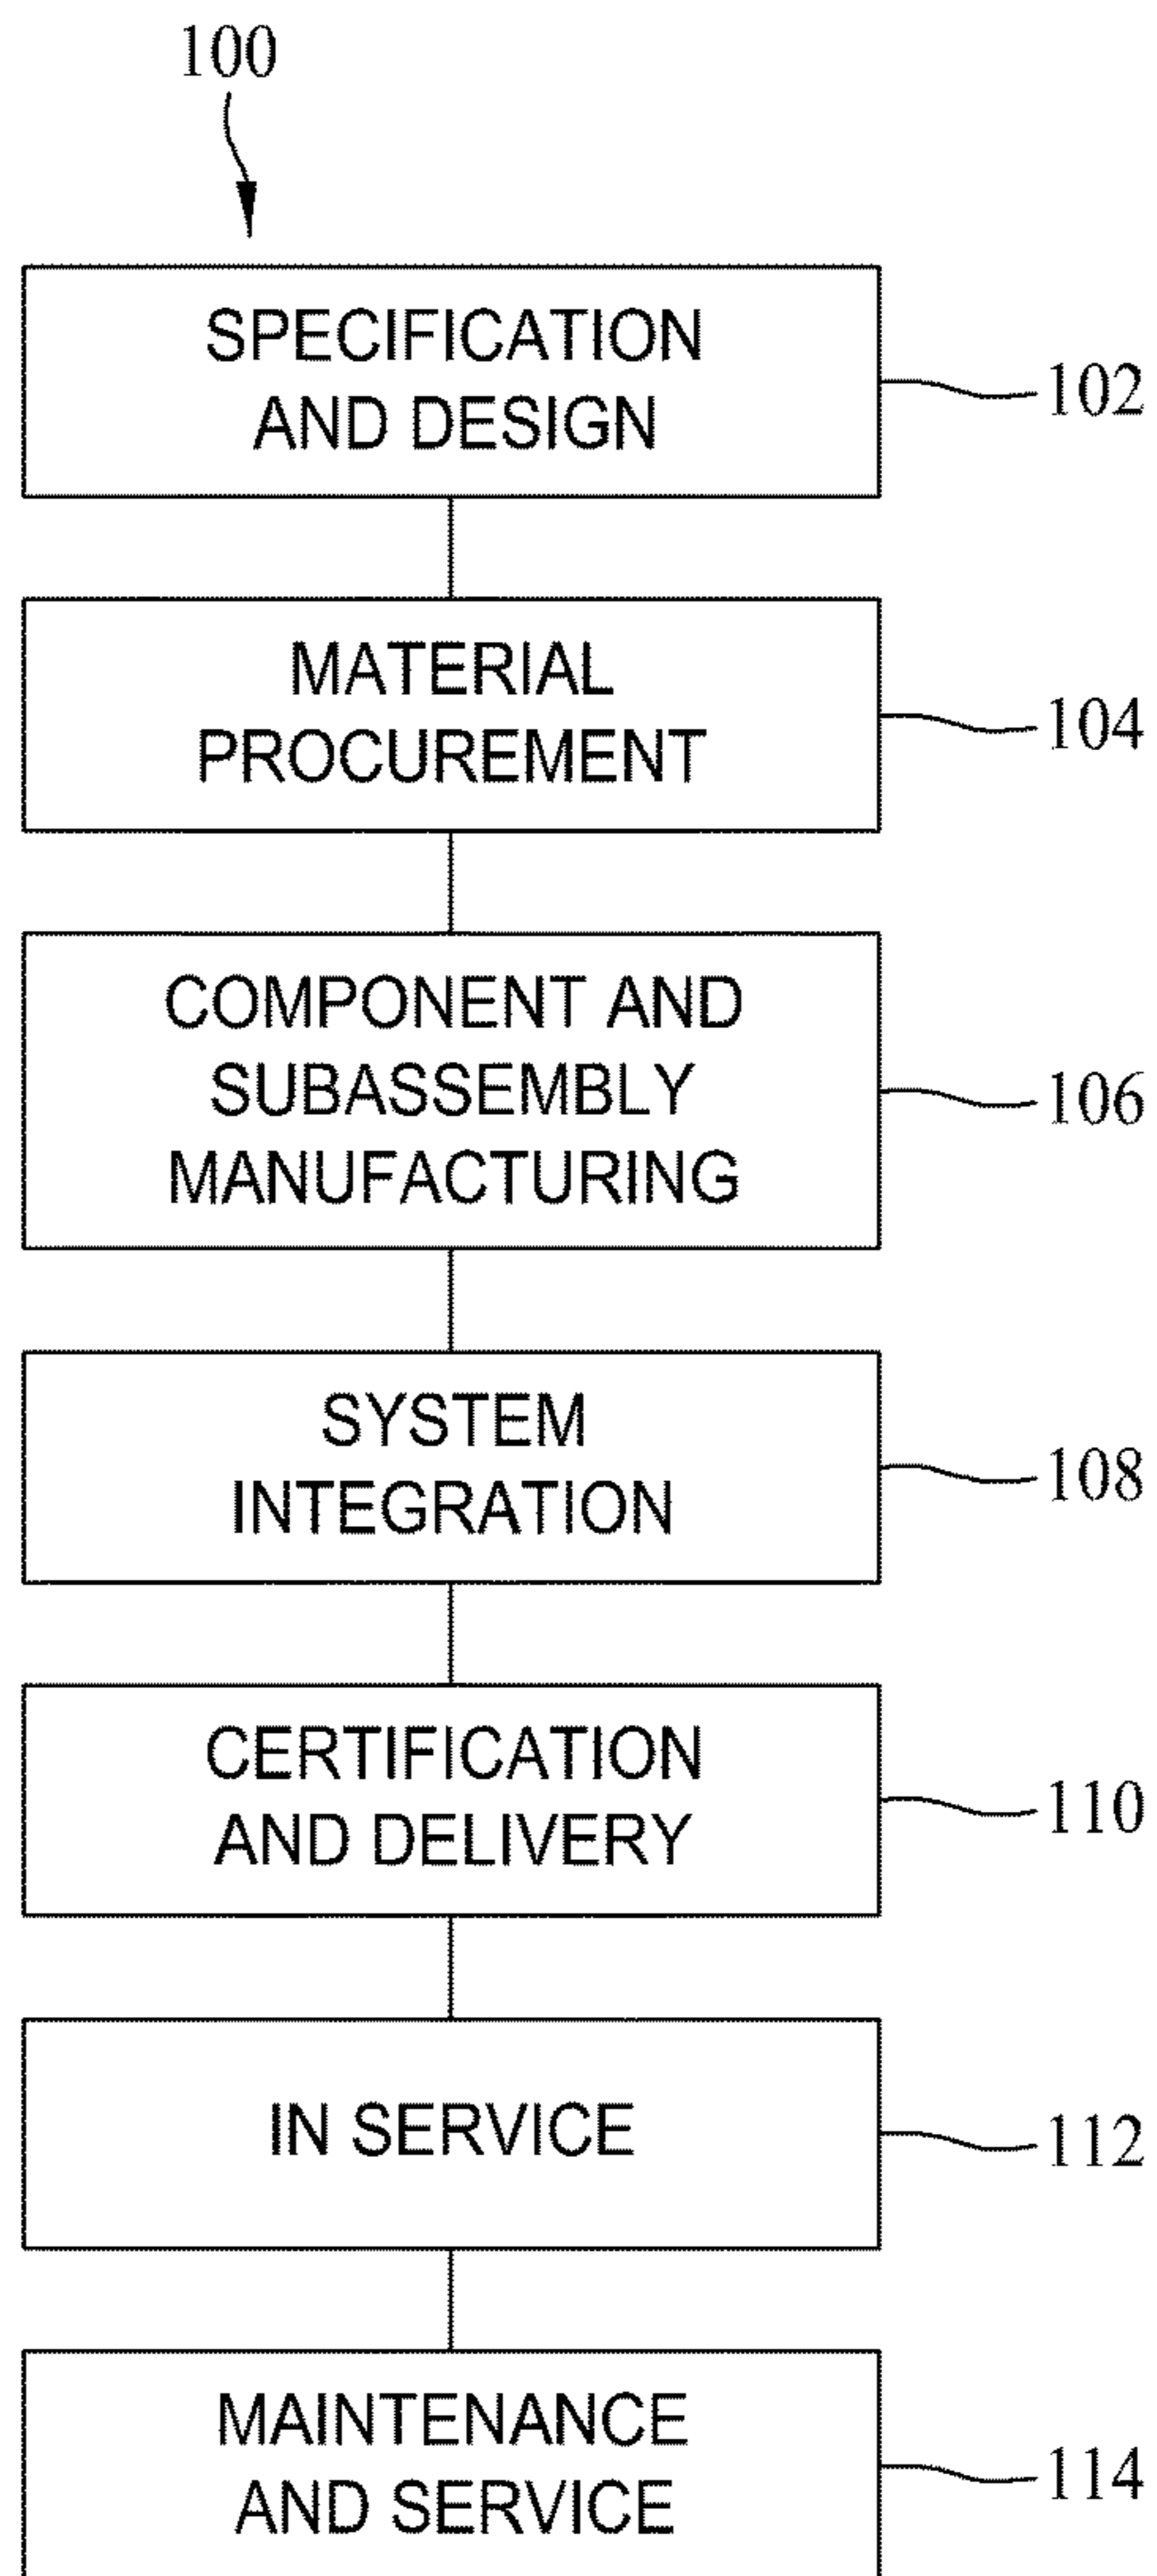 100
SPECIFICATION
AND DESIGN
102
MATERIAL
PROCUREMENT
104
COMPONENT AND
SUBASSEMBLY
MANUFACTURING
106
SYSTEM
INTEGRATION
108
CERTIFICATION
AND DELIVERY
110
IN SERVICE
112
MAINTENANCE
AND SERVICE
114